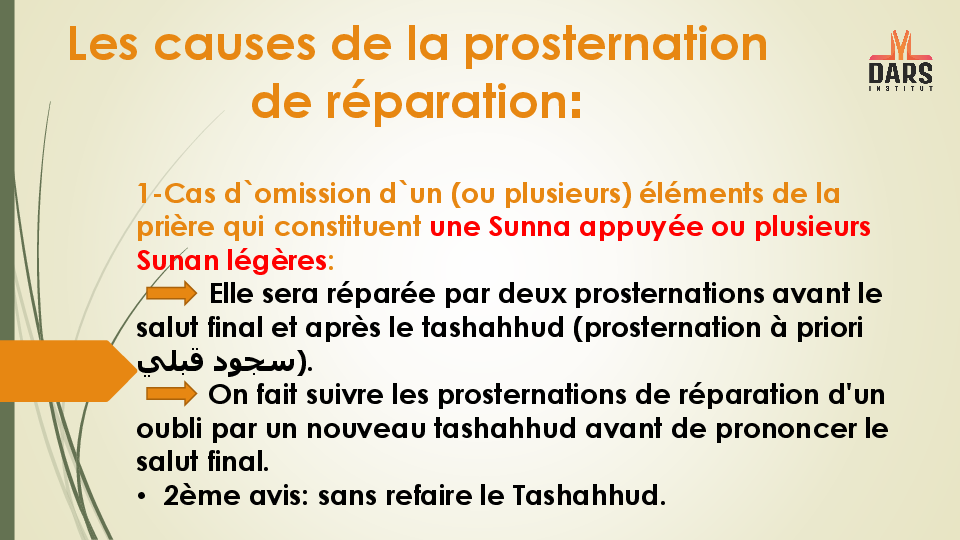 Les causes de la prosternation
de réparation:
DARS
INSTITUT
1-Cas d`omission d`un (ou plusieurs) éléments de la
prière qui constituent une Sunna appuyée ou plusieurs
Sunan légères:
Elle sera réparée par deux prosternations avant le
salut final et après le tashahhud (prosternation à priori
سجود قبلي).
On fait suivre les prosternations de réparation d'un
oubli par un nouveau tashahhud avant de prononcer le
salut final.
• 2ème avis: sans refaire le Tashahhud.